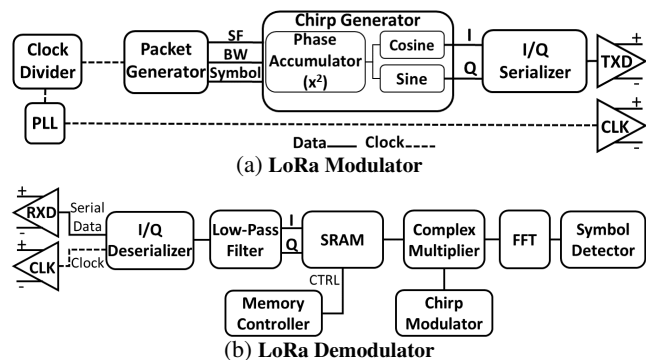 Clock Divider
PLL
Packet Generator
SF
BW
Symbol
Chirp Generator
Phase Accumulator (x²)
Cosine
Sine
I
Q
I/Q Serializer
+
TXD
-
+
CLK
-
Data Clock
(a) LoRa Modulator
+
RXD
-
Serial Data
+
CLK
-
Clock
I/Q Deserializer
Low-Pass Filter
I
Q
SRAM
CTRL
Memory Controller
Complex Multiplier
Chirp Modulator
FFT
Symbol Detector
(b) LoRa Demodulator